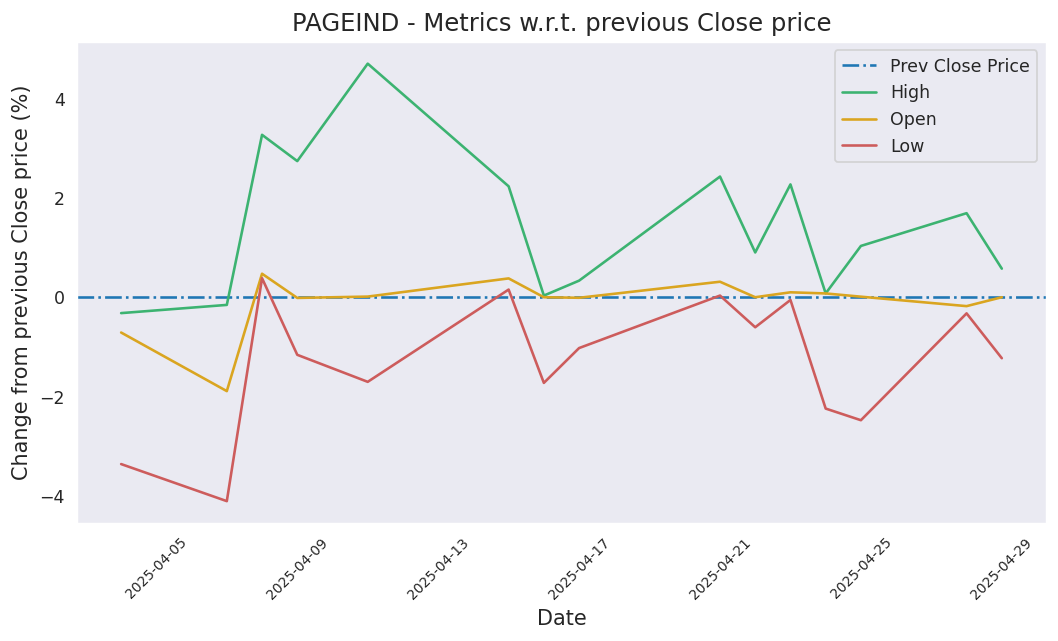 PAGEIND - Metrics w.r.t. previous Close price
Change from previous Close price (%)
4
2
0
−2
−4
Prev Close Price
High
Open
Low
2025-04-05
2025-04-09
2025-04-13
2025-04-17
2025-04-21
2025-04-25
2025-04-29
Date